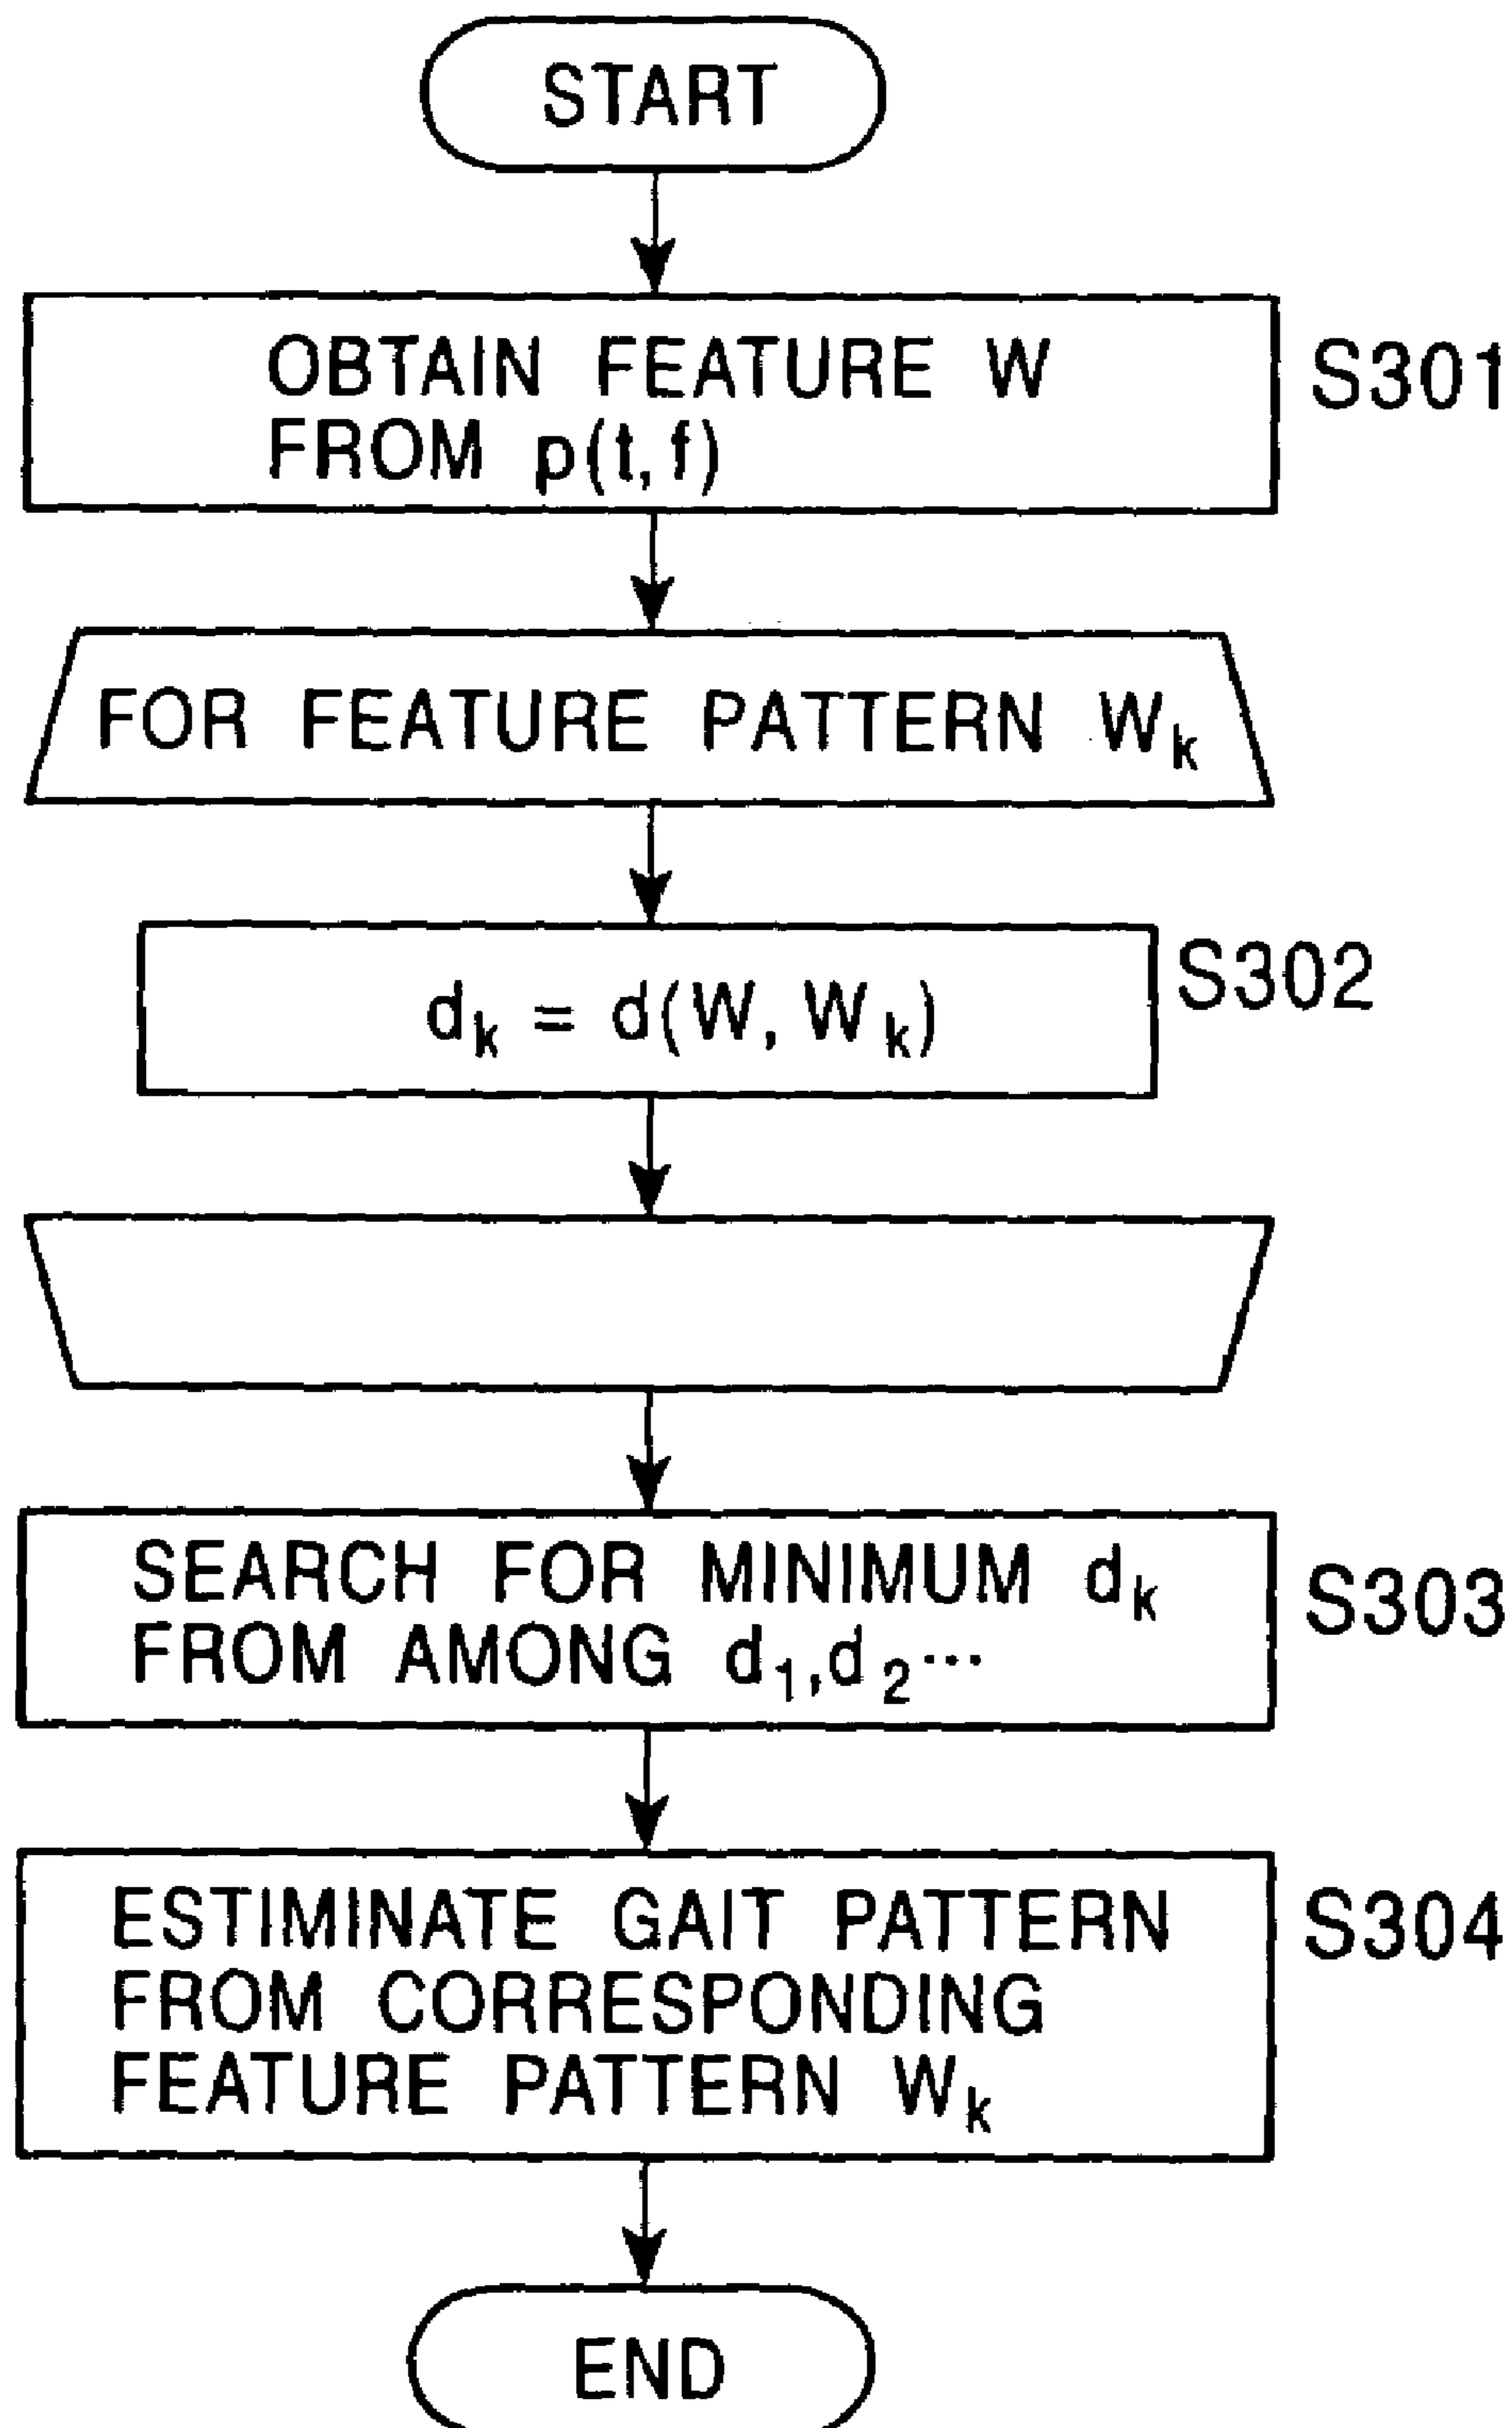 START
OBTAIN FEATURE W
FROM p(t,f)
S301
FOR FEATURE PATTERN Wk
dk = d(W, Wk)
S302
SEARCH FOR MINIMUM dk
FROM AMONG d1,d2···
S303
ESTIMINATE GAIT PATTERN
FROM CORRESPONDING
FEATURE PATTERN Wk
S304
END